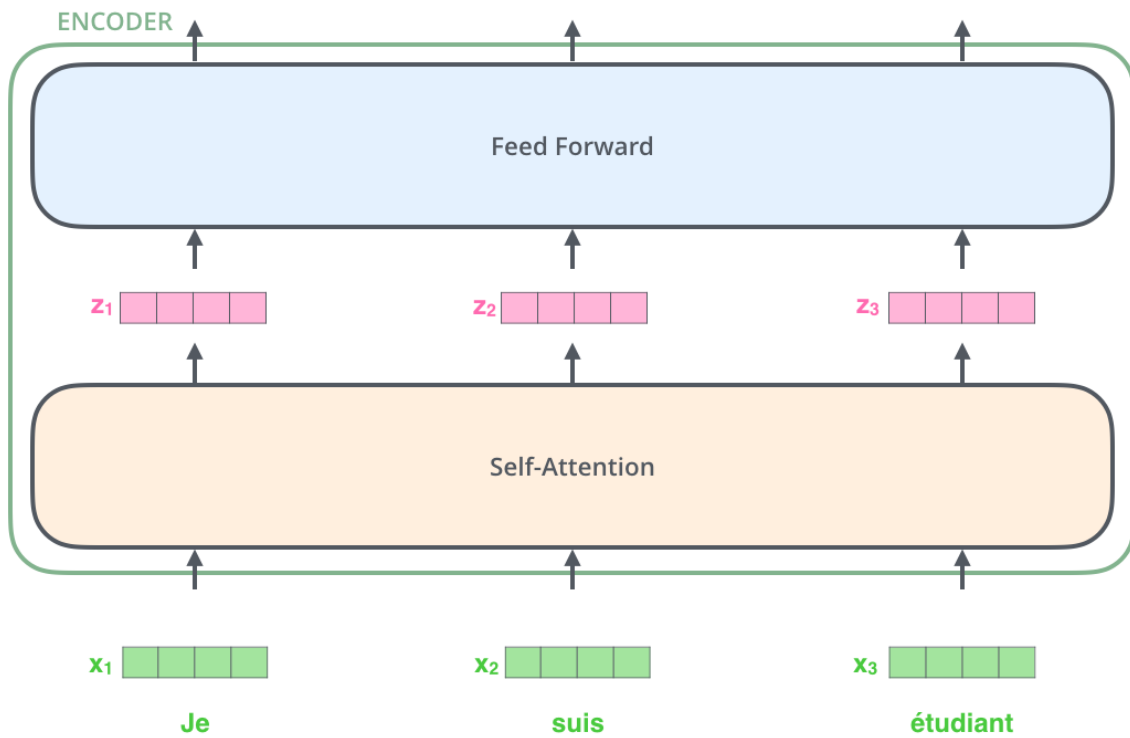 ENCODER
Feed Forward
z₁ z₂ z₃
Self-Attention
x₁ x₂ x₃
Je suis étudiant